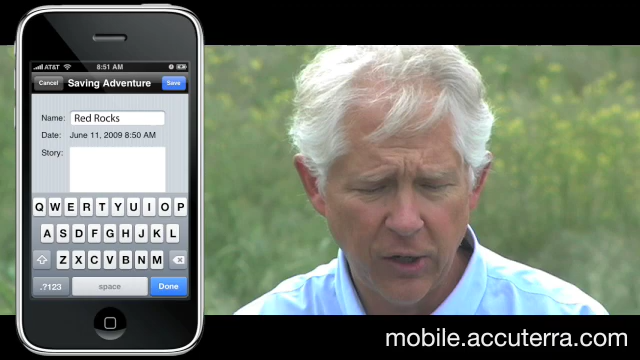 AT&T 8:51 AM
Cancel Saving Adventure Save
Name: Red Rocks
Date: June 11, 2009 8:50 AM
Story:
Q W E R T Y U I O P
A S D F G H J K L
Z X C V B N M
.?123 space Done
mobile.accuterra.com